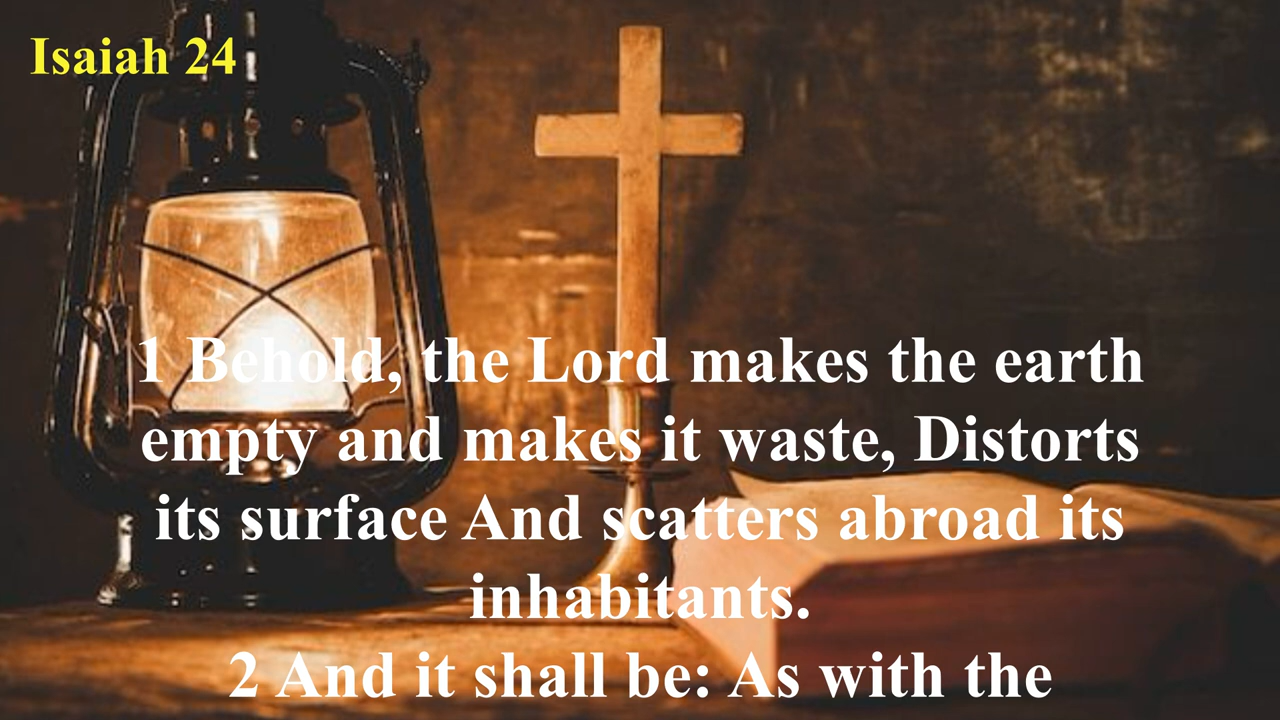 Isaiah 24
1 Behold, the Lord makes the earth
empty and makes it waste, Distorts
its surface And scatters abroad its
inhabitants.
2 And it shall be: As with the